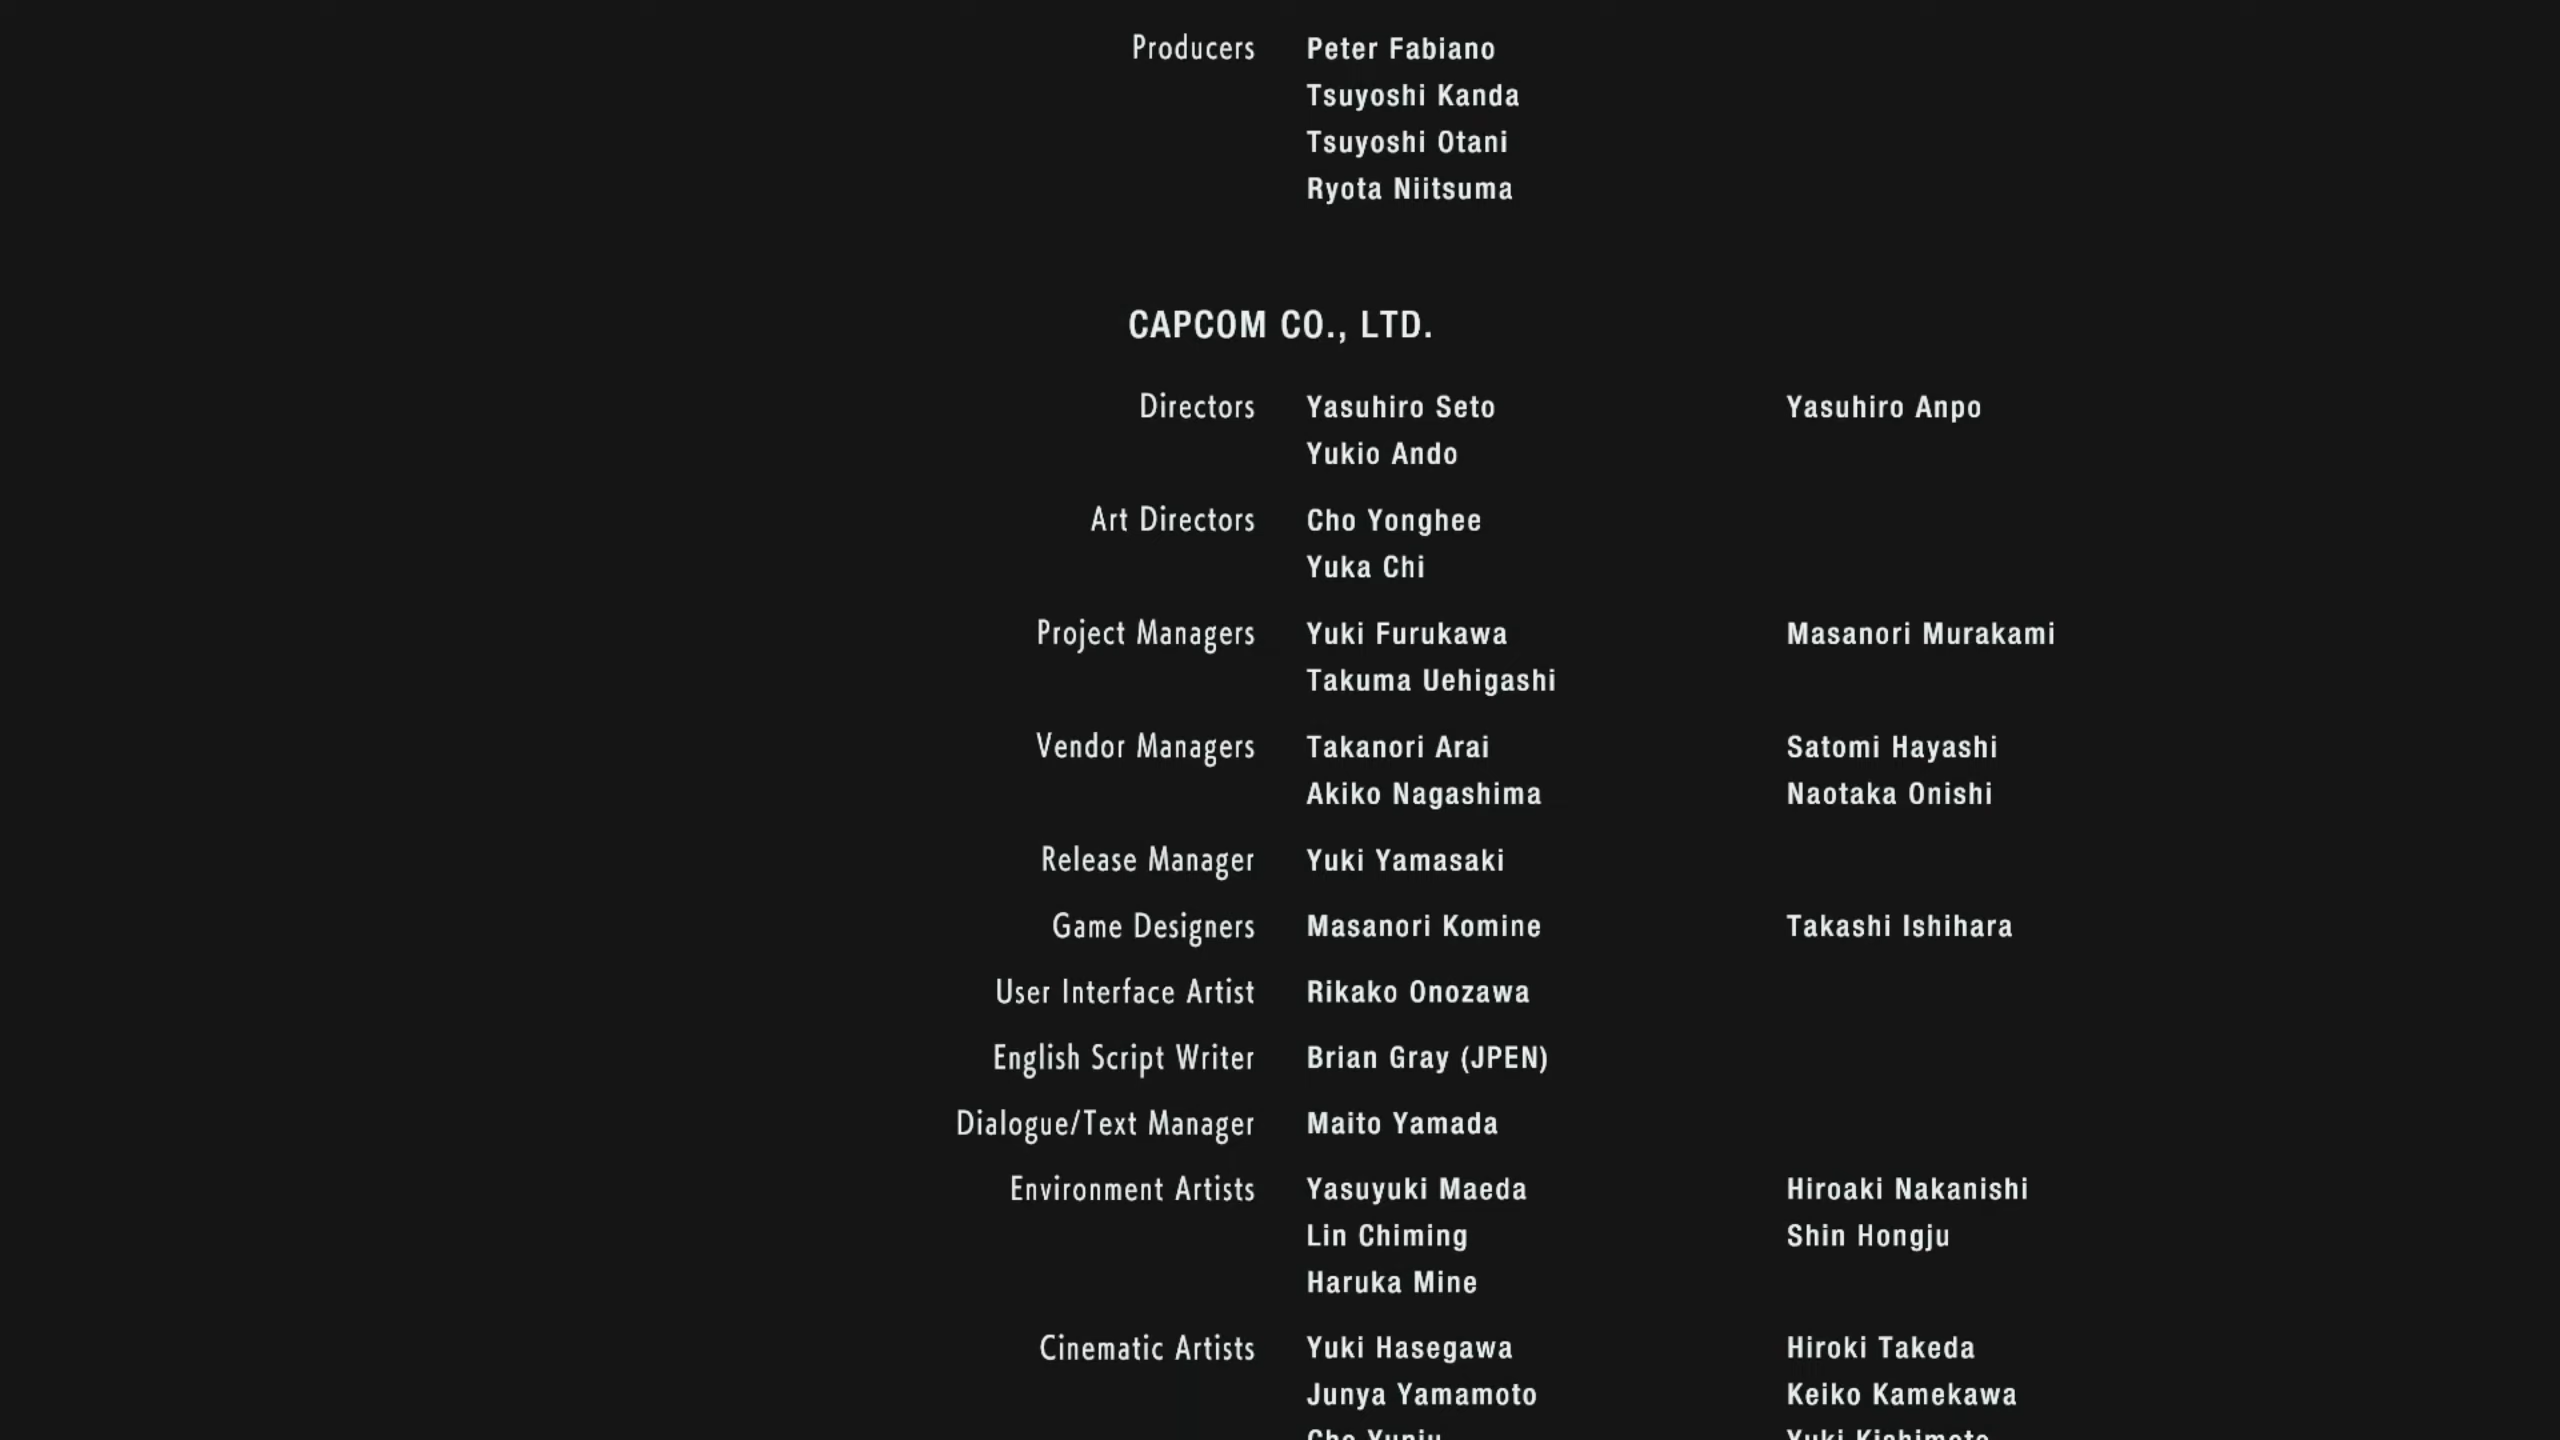 Producers Peter Fabiano
Tsuyoshi Kanda
Tsuyoshi Otani
Ryota Niitsuma
CAPCOM CO., LTD.
Directors Yasuhiro Seto Yasuhiro Anpo
Yukio Ando
Art Directors Cho Yonghee
Yuka Chi
Project Managers Yuki Furukawa Masanori Murakami
Takuma Uehigashi
Vendor Managers Takanori Arai Satomi Hayashi
Akiko Nagashima Naotaka Onishi
Release Manager Yuki Yamasaki
Game Designers Masanori Komine Takashi Ishihara
User Interface Artist Rikako Onozawa
English Script Writer Brian Gray (JPEN)
Dialogue/Text Manager Maito Yamada
Environment Artists Yasuyuki Maeda Hiroaki Nakanishi
Lin Chiming Shin Hongju
Haruka Mine
Cinematic Artists Yuki Hasegawa Hiroki Takeda
Junya Yamamoto Keiko Kamekawa
Yuki Kishimoto